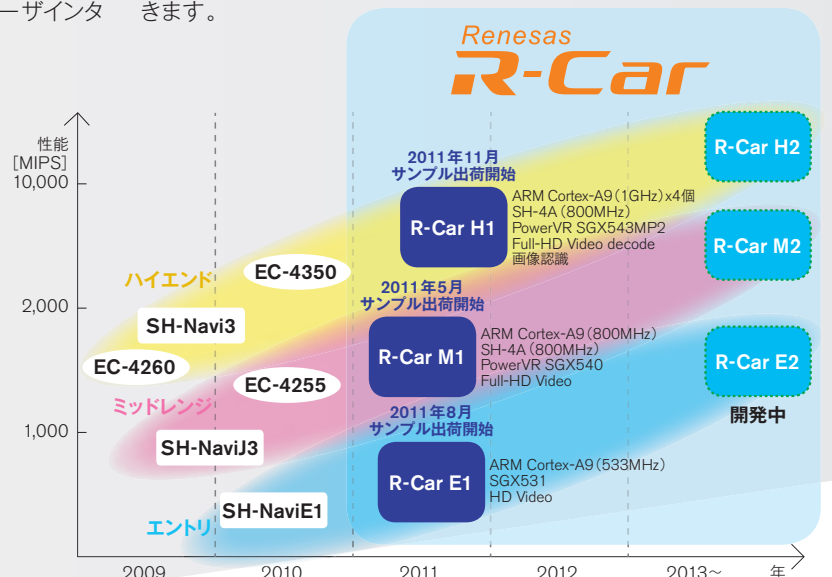 ーザインタ
きます。
Renesas
R-Car
性能
[MIPS]
10,000
2,000
1,000
R-Car H2
2011年11月
サンプル出荷開始
R-Car H1
ARM Cortex-A9(1GHz)x4個
SH-4A(800MHz)
PowerVR SGX543MP2
Full-HD Video decode
画像認識
R-Car M2
ハイエンド
EC-4350
SH-Navi3
EC-4260
2011年5月
サンプル出荷開始
R-Car M1
ARM Cortex-A9(800MHz)
SH-4A(800MHz)
PowerVR SGX540
Full-HD Video
R-Car E2
開発中
ミッドレンジ
EC-4255
SH-NaviJ3
2011年8月
サンプル出荷開始
R-Car E1
ARM Cortex-A9(533MHz)
SGX531
HD Video
エントリ
SH-NaviE1
2009
2010
2011
2012
2013~
年